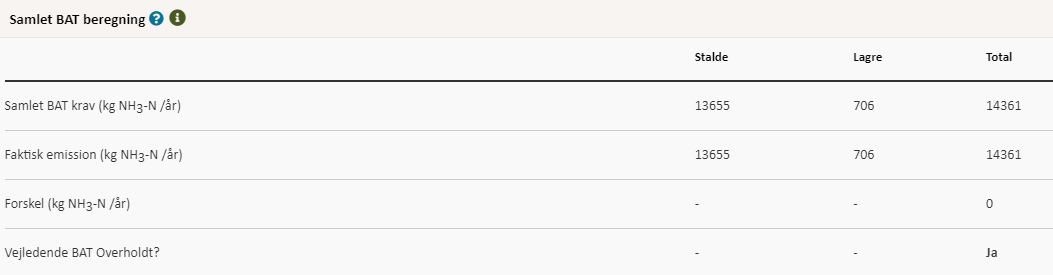 Samlet BAT beregning ? i
Stalde Lagre Total
Samlet BAT krav (kg NH3-N /år) 13655 706 14361
Faktisk emission (kg NH3-N /år) 13655 706 14361
Forskel (kg NH3-N /år) - - 0
Vejledende BAT Overholdt? - - Ja